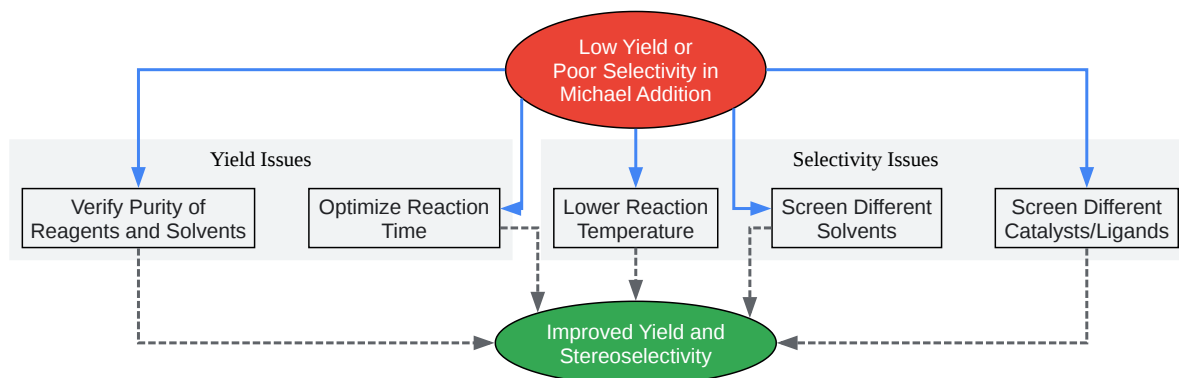 Low Yield or
Poor Selectivity in
Michael Addition
Yield Issues
Selectivity Issues
Verify Purity of
Reagents and Solvents
Optimize Reaction
Time
Lower Reaction
Temperature
Screen Different
Solvents
Screen Different
Catalysts/Ligands
Improved Yield and
Stereoselectivity